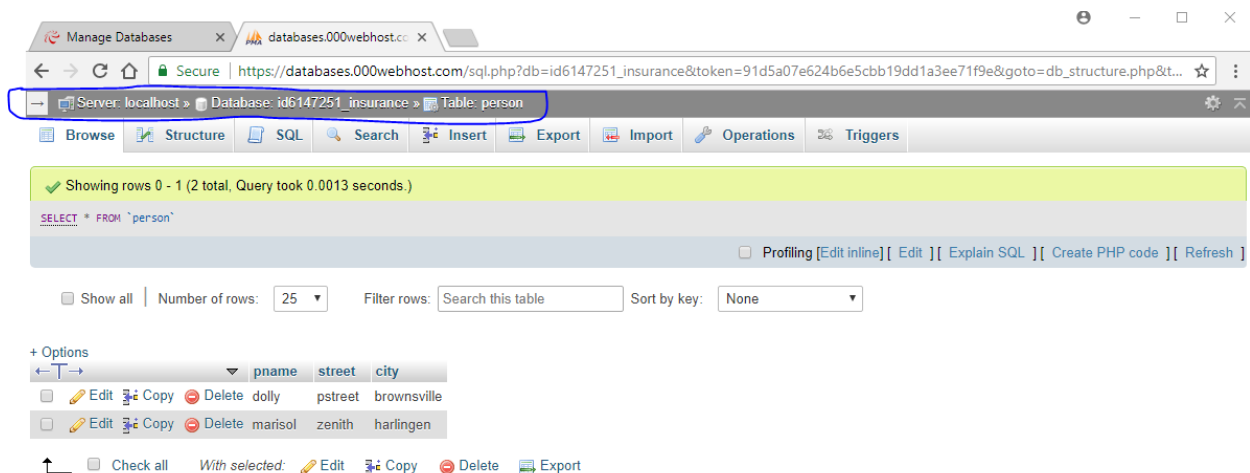 Manage Databases
databases.000webhost.co
Secure | https://databases.000webhost.com/sql.php?db=id6147251_insurance&token=91d5a07e624b6e5cbb19dd1a3ee71f9e&goto=db_structure.php&t...
Server: localhost » Database: id6147251_insurance » Table: person
Browse Structure SQL Search Insert Export Import Operations Triggers
Showing rows 0 - 1 (2 total, Query took 0.0013 seconds.)
SELECT * FROM `person`
Profiling [Edit inline] [ Edit ] [ Explain SQL ] [ Create PHP code ] [ Refresh ]
Show all | Number of rows: 25 Filter rows: Search this table Sort by key: None
+ Options
←T→ pname street city
Edit Copy Delete dolly pstreet brownsville
Edit Copy Delete marisol zenith harlingen
Check all With selected: Edit Copy Delete Export